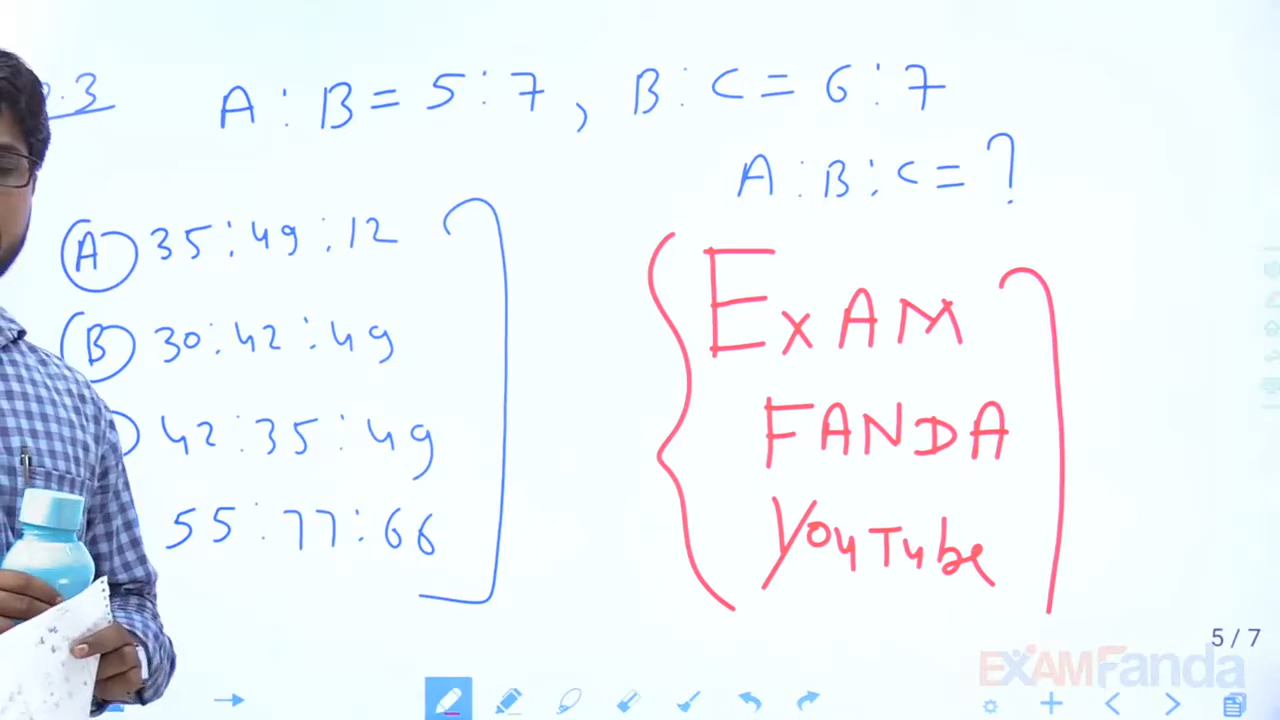 .3
A : B = 5 : 7 , B : C = 6 : 7
A : B : C = ?
(A) 35 : 49 : 12
(B) 30 : 42 : 49
42 : 35 : 49
55 : 77 : 66
EXAM
FANDA
YouTube
5 / 7
EXAMFanda